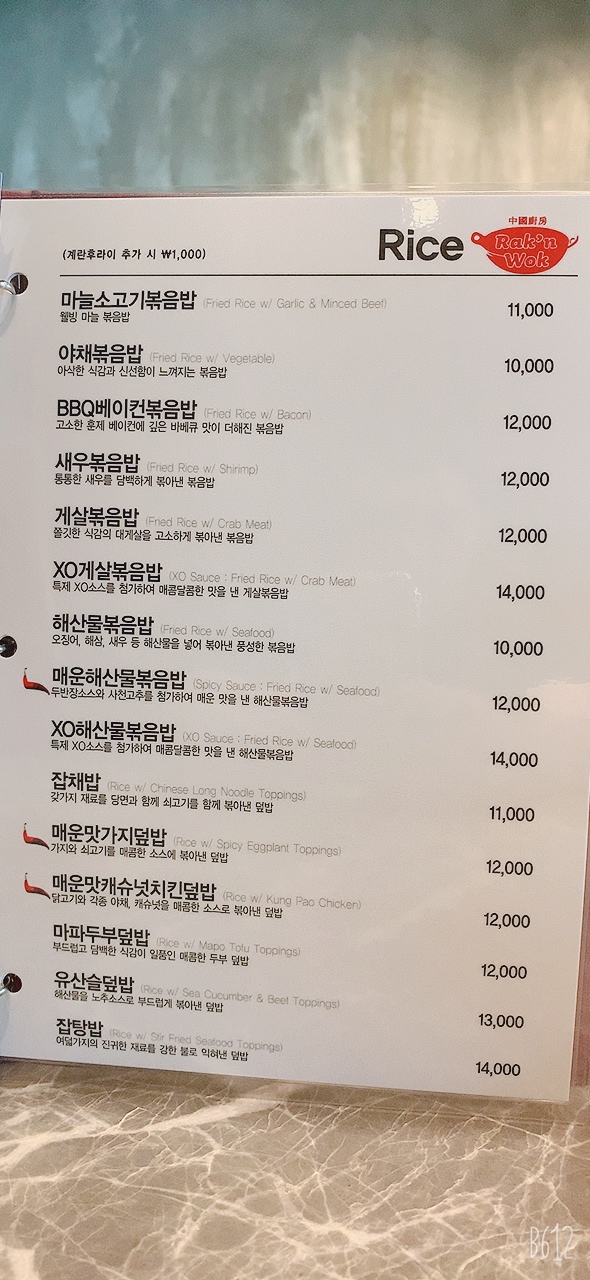 中國廚房
(계란후라이 추가 시 ₩1,000)
Rice
Rak'n
Wok
마늘소고기볶음밥 (Fried Rice w/ Garlic & Minced Beef)
웰빙 마늘 볶음밥
11,000
야채볶음밥 (Fried Rice w/ Vegetable)
아삭한 식감과 신선함이 느껴지는 볶음밥
10,000
BBQ베이컨볶음밥 (Fried Rice w/ Bacon)
고소한 훈제 베이컨에 깊은 바베큐 맛이 더해진 볶음밥
12,000
새우볶음밥 (Fried Rice w/ Shirimp)
통통한 새우를 담백하게 볶아낸 볶음밥
12,000
게살볶음밥 (Fried Rice w/ Crab Meat)
쫄깃한 식감의 대게살을 고소하게 볶아낸 볶음밥
12,000
XO게살볶음밥 (XO Sauce : Fried Rice w/ Crab Meat)
특제 XO소스를 첨가하여 매콤달콤한 맛을 낸 게살볶음밥
14,000
해산물볶음밥 (Fried Rice w/ Seafood)
오징어, 해삼, 새우 등 해산물을 넣어 볶아낸 풍성한 볶음밥
10,000
매운해산물볶음밥 (Spicy Sauce : Fried Rice w/ Seafood)
두반장소스와 사천고추를 첨가하여 매운 맛을 낸 해산물볶음밥
12,000
XO해산물볶음밥 (XO Sauce : Fried Rice w/ Seafood)
특제 XO소스를 첨가하여 매콤달콤한 맛을 낸 해산물볶음밥
14,000
잡채밥 (Rice w/ Chinese Long Noodle Toppings)
갖가지 재료를 당면과 함께 쇠고기를 함께 볶아낸 덮밥
11,000
매운맛가지덮밥 (Rice w/ Spicy Eggplant Toppings)
가지와 쇠고기를 매콤한 소스에 볶아낸 덮밥
12,000
매운맛캐슈넛치킨덮밥 (Rice w/ Kung Pao Chicken)
닭고기와 각종 야채, 캐슈넛을 매콤한 소스로 볶아낸 덮밥
12,000
마파두부덮밥 (Rice w/ Mapo Tofu Toppings)
부드럽고 담백한 식감이 일품인 매콤한 두부 덮밥
12,000
유산슬덮밥 (Rice w/ Sea Cucumber & Beef Toppings)
해산물을 노추소스로 부드럽게 볶아낸 덮밥
13,000
잡탕밥 (Rice w/ Stir Fried Seafood Toppings)
여덟가지의 진귀한 재료를 강한 불로 익혀낸 덮밥
14,000
B612